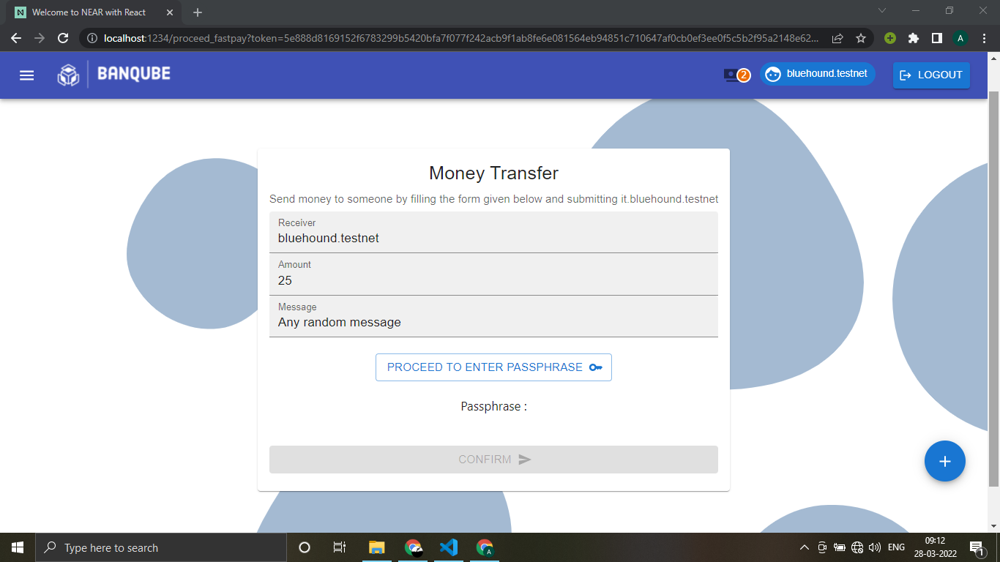 Welcome to NEAR with React
localhost:1234/proceed_fastpay?token=5e888d8169152f6783299b5420bfa7f077f242acb9f1ab8fe6e081564eb94851c710647af0cb0ef3ee0f5c5b2f95a2148e62...
A
BANQUBE
2
bluehound.testnet
LOGOUT
Money Transfer
Send money to someone by filling the form given below and submitting it.bluehound.testnet
Receiver
bluehound.testnet
Amount
25
Message
Any random message
PROCEED TO ENTER PASSPHRASE
Passphrase :
CONFIRM
Type here to search
A
ENG
09:12
28-03-2022
1